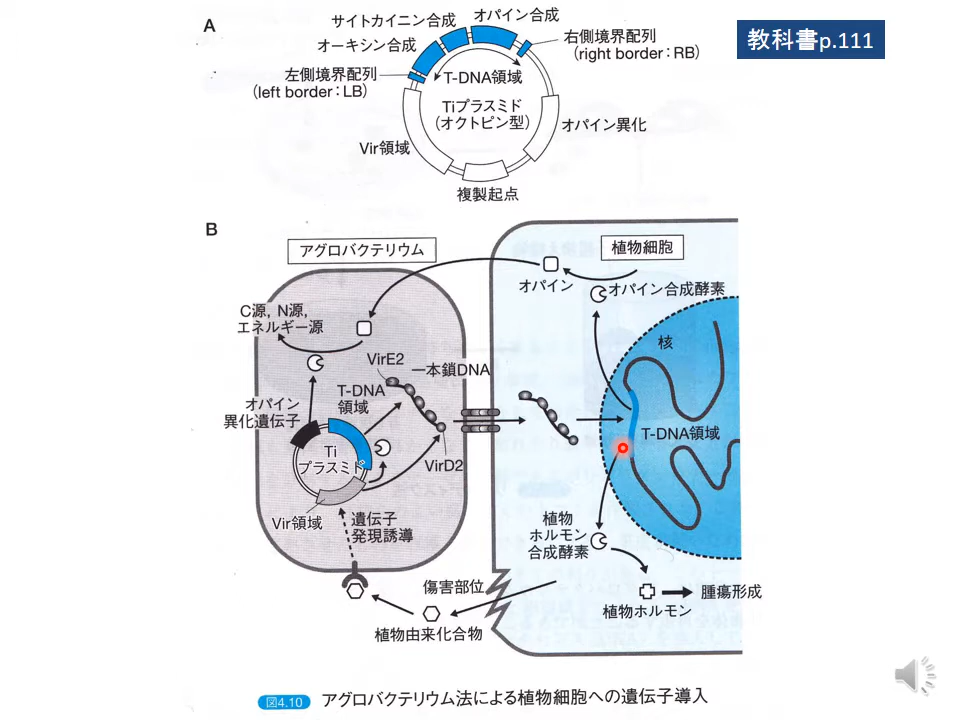 A
教科書p.111
サイトカイニン合成
オパイン合成
オーキシン合成
右側境界配列
(right border:RB)
左側境界配列
(left border:LB)
T-DNA領域
Tiプラスミド
(オクトピン型)
オパイン異化
Vir領域
複製起点
B
アグロバクテリウム
植物細胞
オパイン
オパイン合成酵素
C源, N源,
エネルギー源
核
VirE2
一本鎖DNA
T-DNA
領域
オパイン
異化遺伝子
Ti
プラスミド
T-DNA領域
VirD2
Vir領域
遺伝子
発現誘導
植物
ホルモン
合成酵素
傷害部位
腫瘍形成
植物ホルモン
植物由来化合物
図4.10 アグロバクテリウム法による植物細胞への遺伝子導入